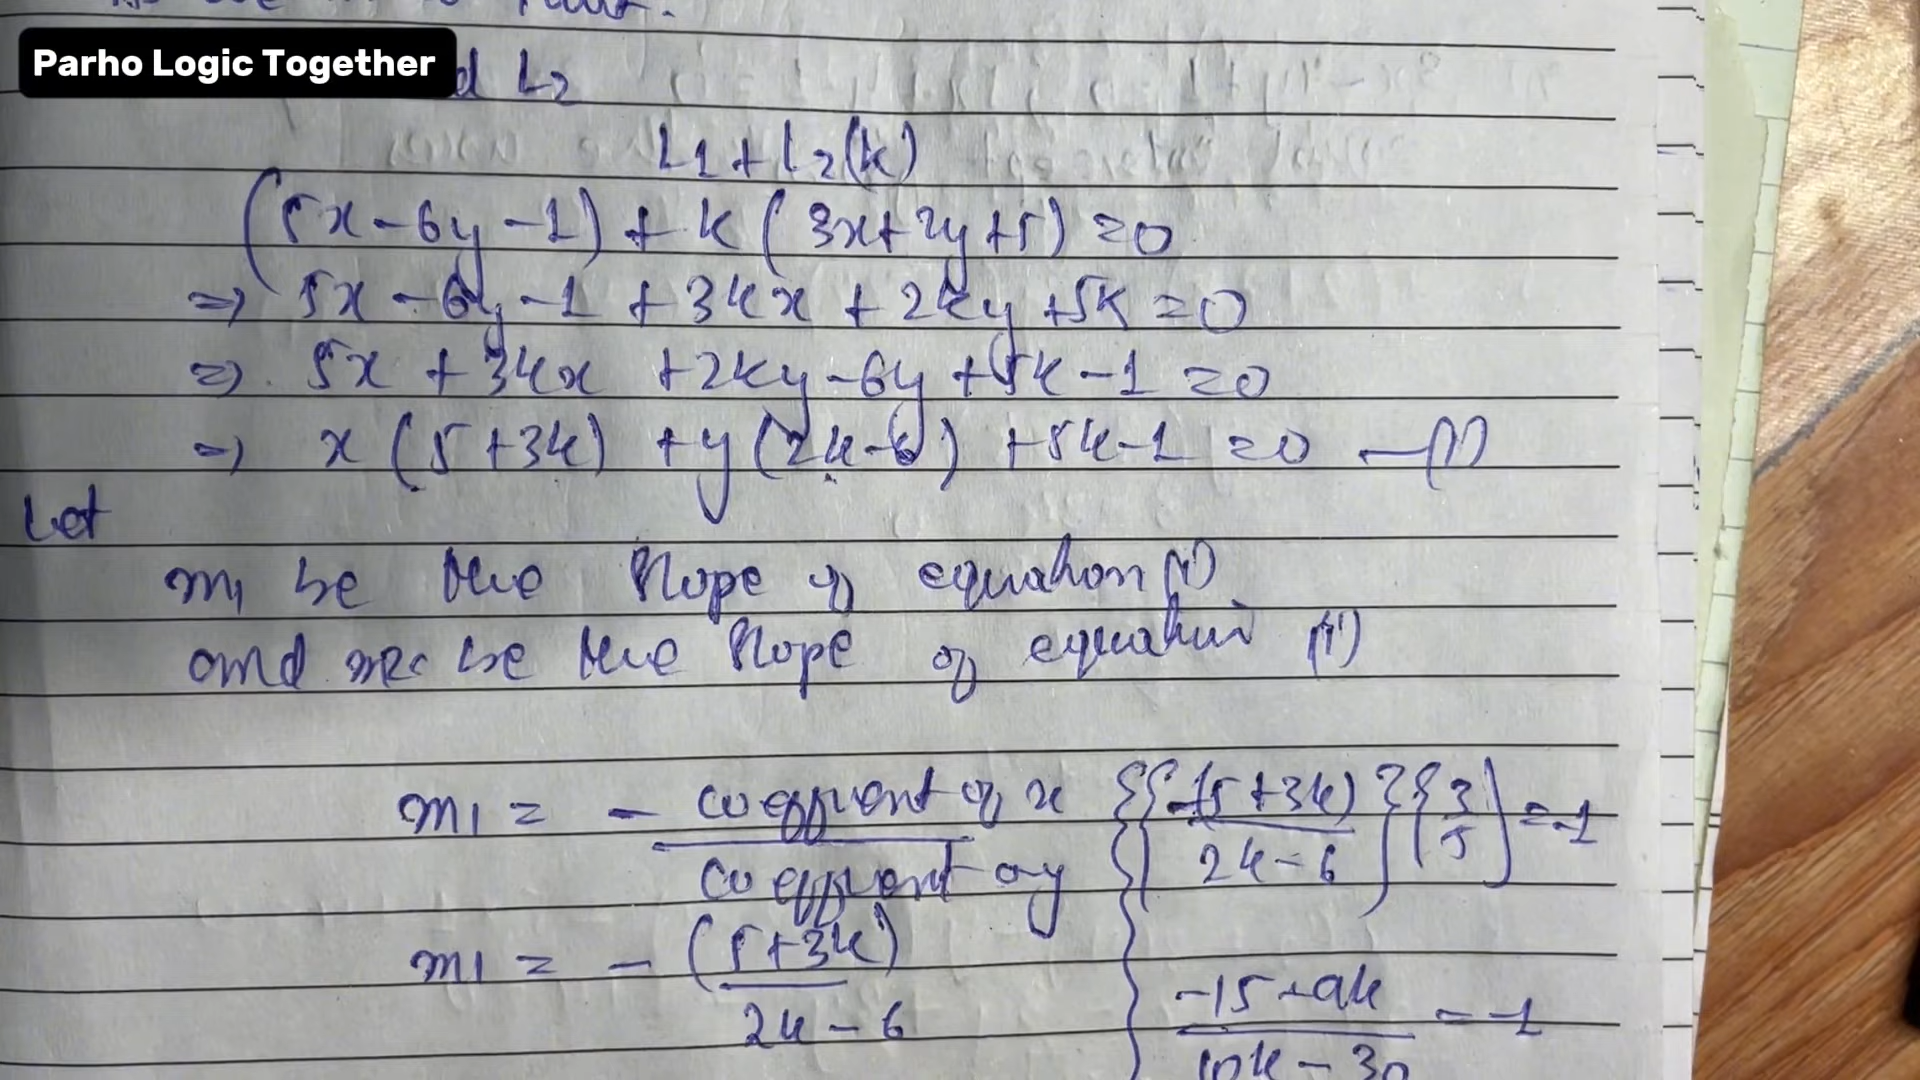 Parho Logic Together
d L2
L1 + L2(k)
(5x - 6y - 1) + k (3x + 2y + 5) = 0
=> 5x - 6y - 1 + 3kx + 2ky + 5k = 0
=> 5x + 3kx + 2ky - 6y + 5k - 1 = 0
=> x (5 + 3k) + y (2k - 6) + 5k - 1 = 0 — (1)
Let
m1 be the slope of equation (1)
and be the slope of equation (ii)
m1 = - coefficient of x / coefficient of y
{{-(5 + 3k) / 2k - 6}{3/5} = -1
m1 = - (5 + 3k) / 2k - 6
-15 + 9k / 10k - 30 = -1